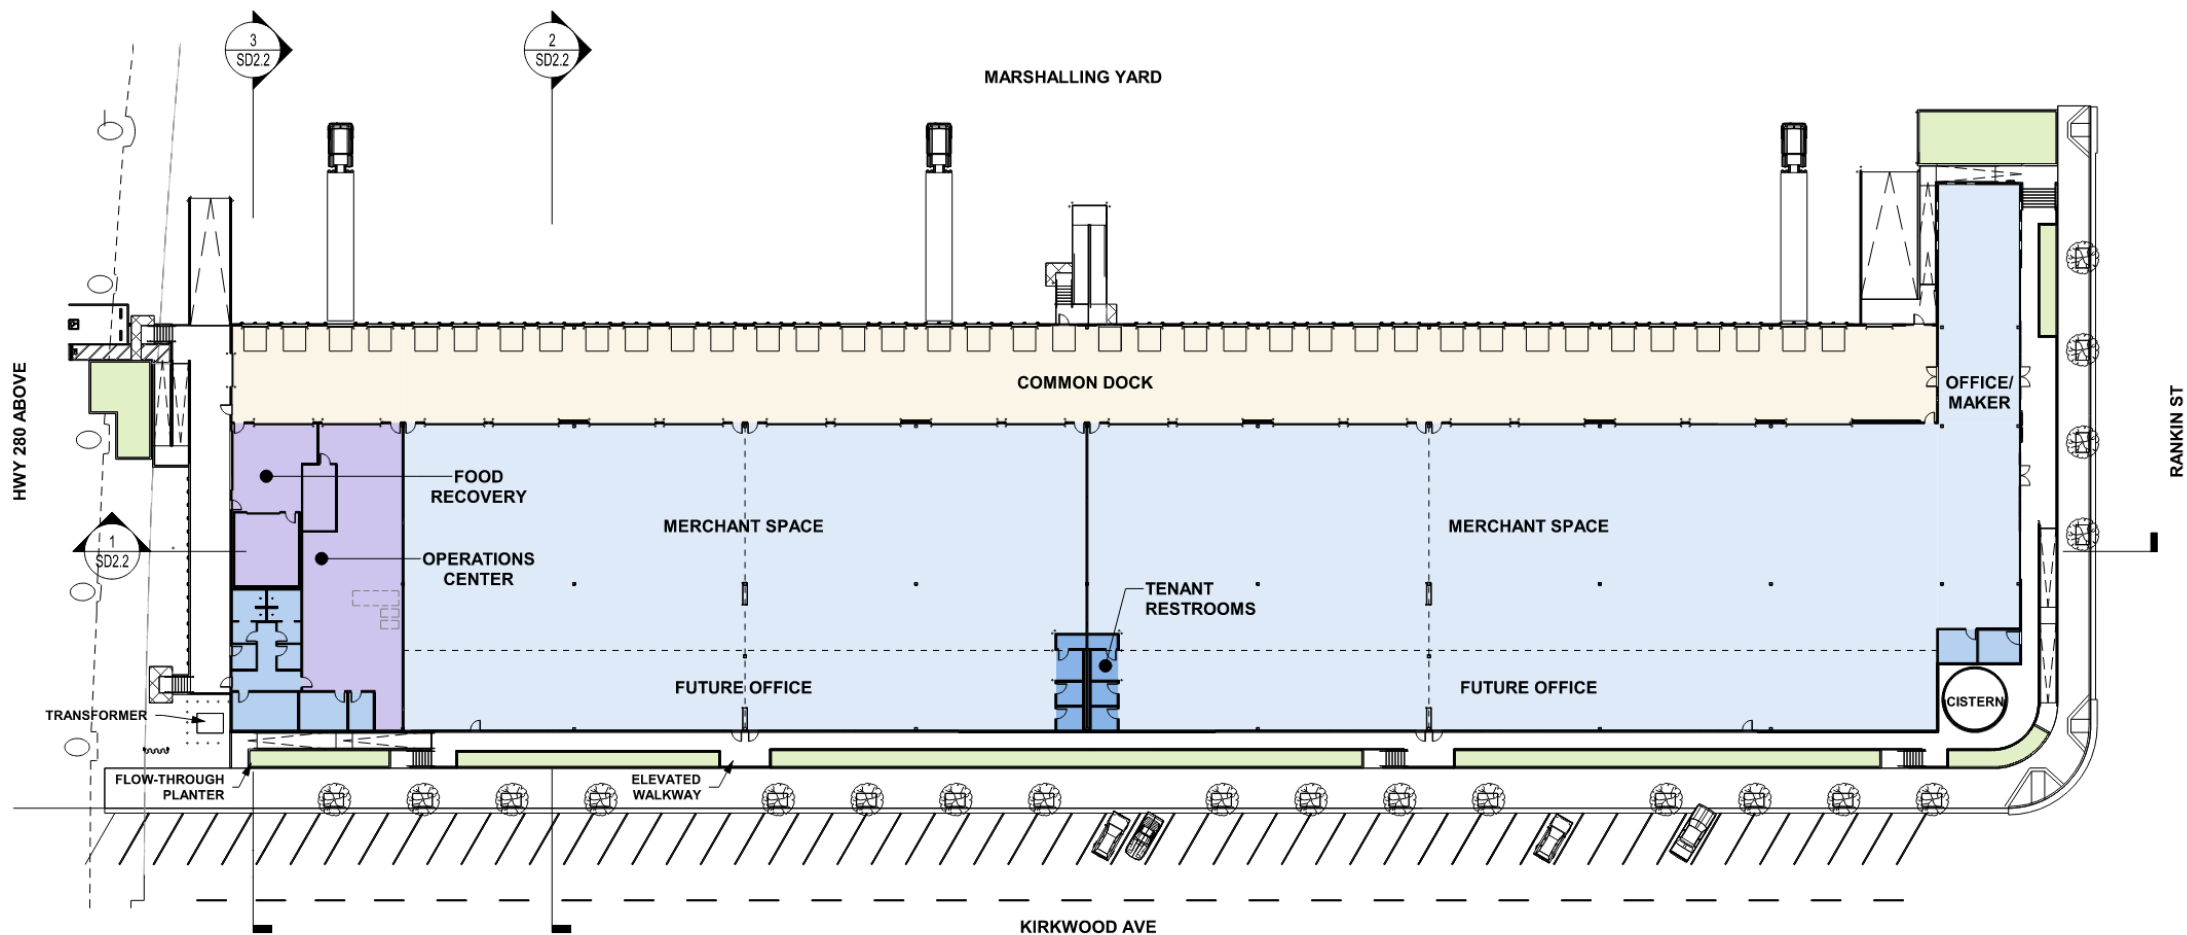 3
SD2.2
2
SD2.2
MARSHALLING YARD
HWY 280 ABOVE
COMMON DOCK
OFFICE/
MAKER
RANKIN ST
FOOD
RECOVERY
MERCHANT SPACE
MERCHANT SPACE
1
SD2.2
OPERATIONS
CENTER
TENANT
RESTROOMS
FUTURE OFFICE
FUTURE OFFICE
CISTERN
TRANSFORMER
FLOW-THROUGH
PLANTER
ELEVATED
WALKWAY
KIRKWOOD AVE